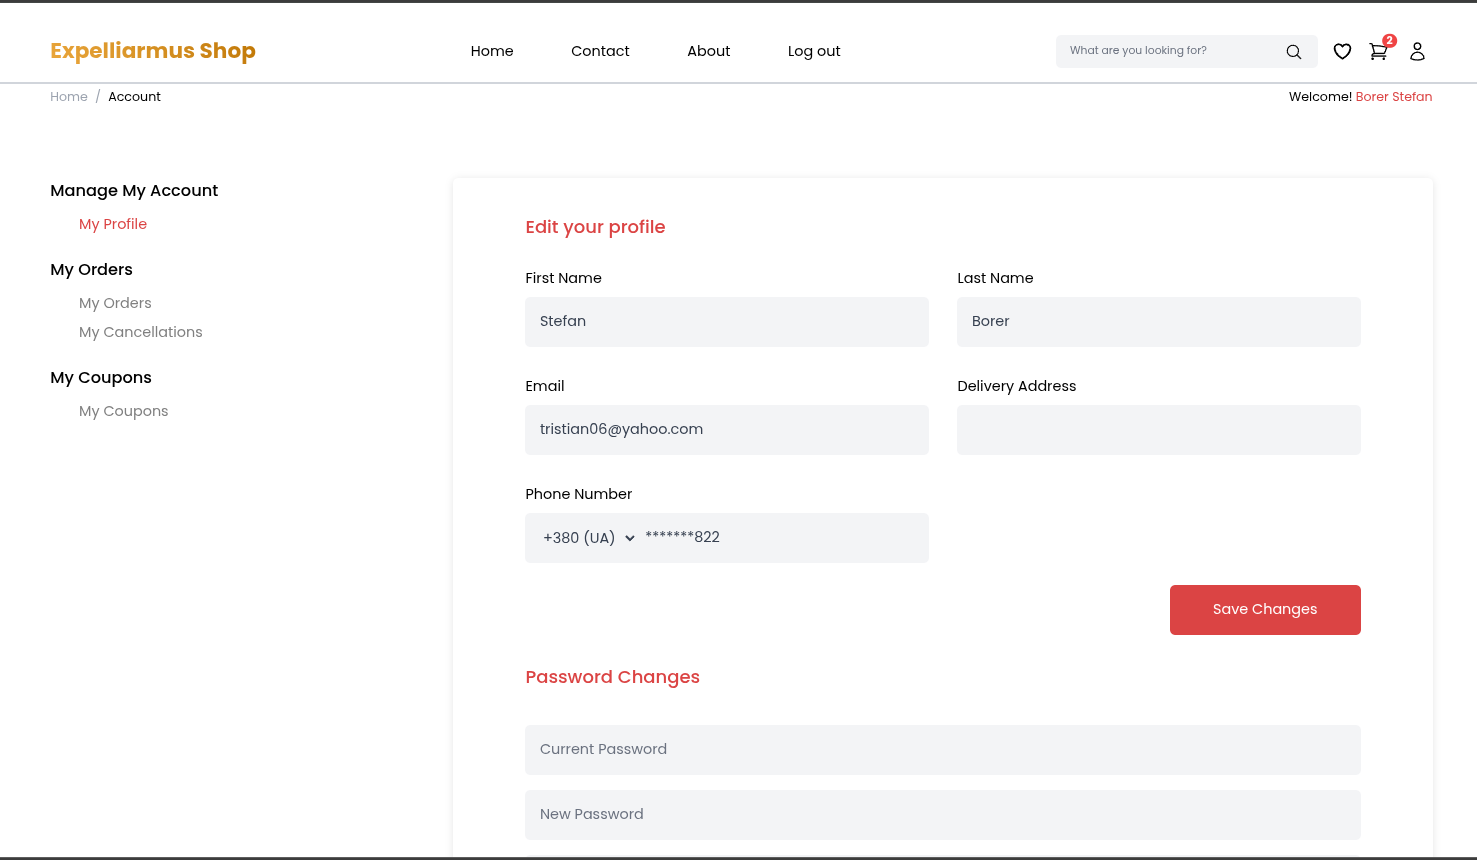 Expelliarmus Shop
Home
Contact
About
Log out
What are you looking for?
2
Home / Account
Welcome! Borer Stefan
Manage My Account
My Profile
My Orders
My Orders
My Cancellations
My Coupons
My Coupons
Edit your profile
First Name
Last Name
Stefan
Borer
Email
Delivery Address
tristian06@yahoo.com
Phone Number
+380 (UA) *******822
Save Changes
Password Changes
Current Password
New Password